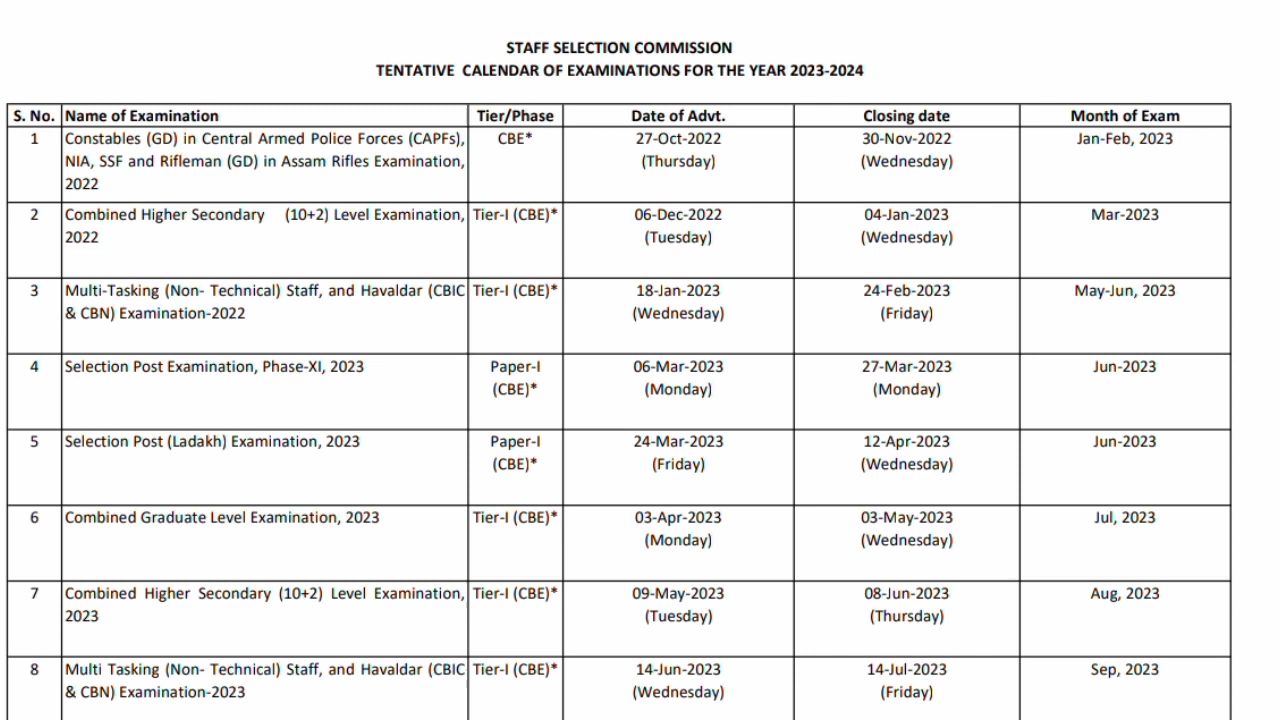 STAFF SELECTION COMMISSION
TENTATIVE CALENDAR OF EXAMINATIONS FOR THE YEAR 2023-2024
S. No. Name of Examination Tier/Phase Date of Advt. Closing date Month of Exam
1 Constables (GD) in Central Armed Police Forces (CAPFs), CBE* 27-Oct-2022 30-Nov-2022 Jan-Feb, 2023
NIA, SSF and Rifleman (GD) in Assam Rifles Examination, (Thursday) (Wednesday)
2022
2 Combined Higher Secondary (10+2) Level Examination, Tier-I (CBE)* 06-Dec-2022 04-Jan-2023 Mar-2023
2022 (Tuesday) (Wednesday)
3 Multi-Tasking (Non- Technical) Staff, and Havaldar (CBIC Tier-I (CBE)* 18-Jan-2023 24-Feb-2023 May-Jun, 2023
& CBN) Examination-2022 (Wednesday) (Friday)
4 Selection Post Examination, Phase-XI, 2023 Paper-I 06-Mar-2023 27-Mar-2023 Jun-2023
(CBE)* (Monday) (Monday)
5 Selection Post (Ladakh) Examination, 2023 Paper-I 24-Mar-2023 12-Apr-2023 Jun-2023
(CBE)* (Friday) (Wednesday)
6 Combined Graduate Level Examination, 2023 Tier-I (CBE)* 03-Apr-2023 03-May-2023 Jul, 2023
(Monday) (Wednesday)
7 Combined Higher Secondary (10+2) Level Examination, Tier-I (CBE)* 09-May-2023 08-Jun-2023 Aug, 2023
2023 (Tuesday) (Thursday)
8 Multi Tasking (Non- Technical) Staff, and Havaldar (CBIC Tier-I (CBE)* 14-Jun-2023 14-Jul-2023 Sep, 2023
& CBN) Examination-2023 (Wednesday) (Friday)